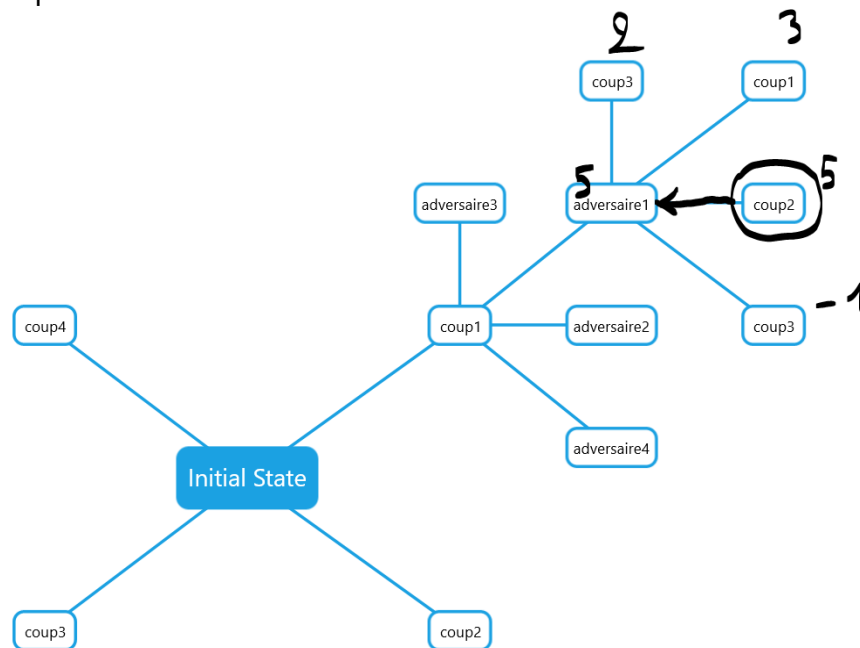 2
3
coup3
coup1
5
5
adversaire3
adversaire1
coup2
coup4
coup1
adversaire2
coup3
-1
adversaire4
Initial State
coup3
coup2